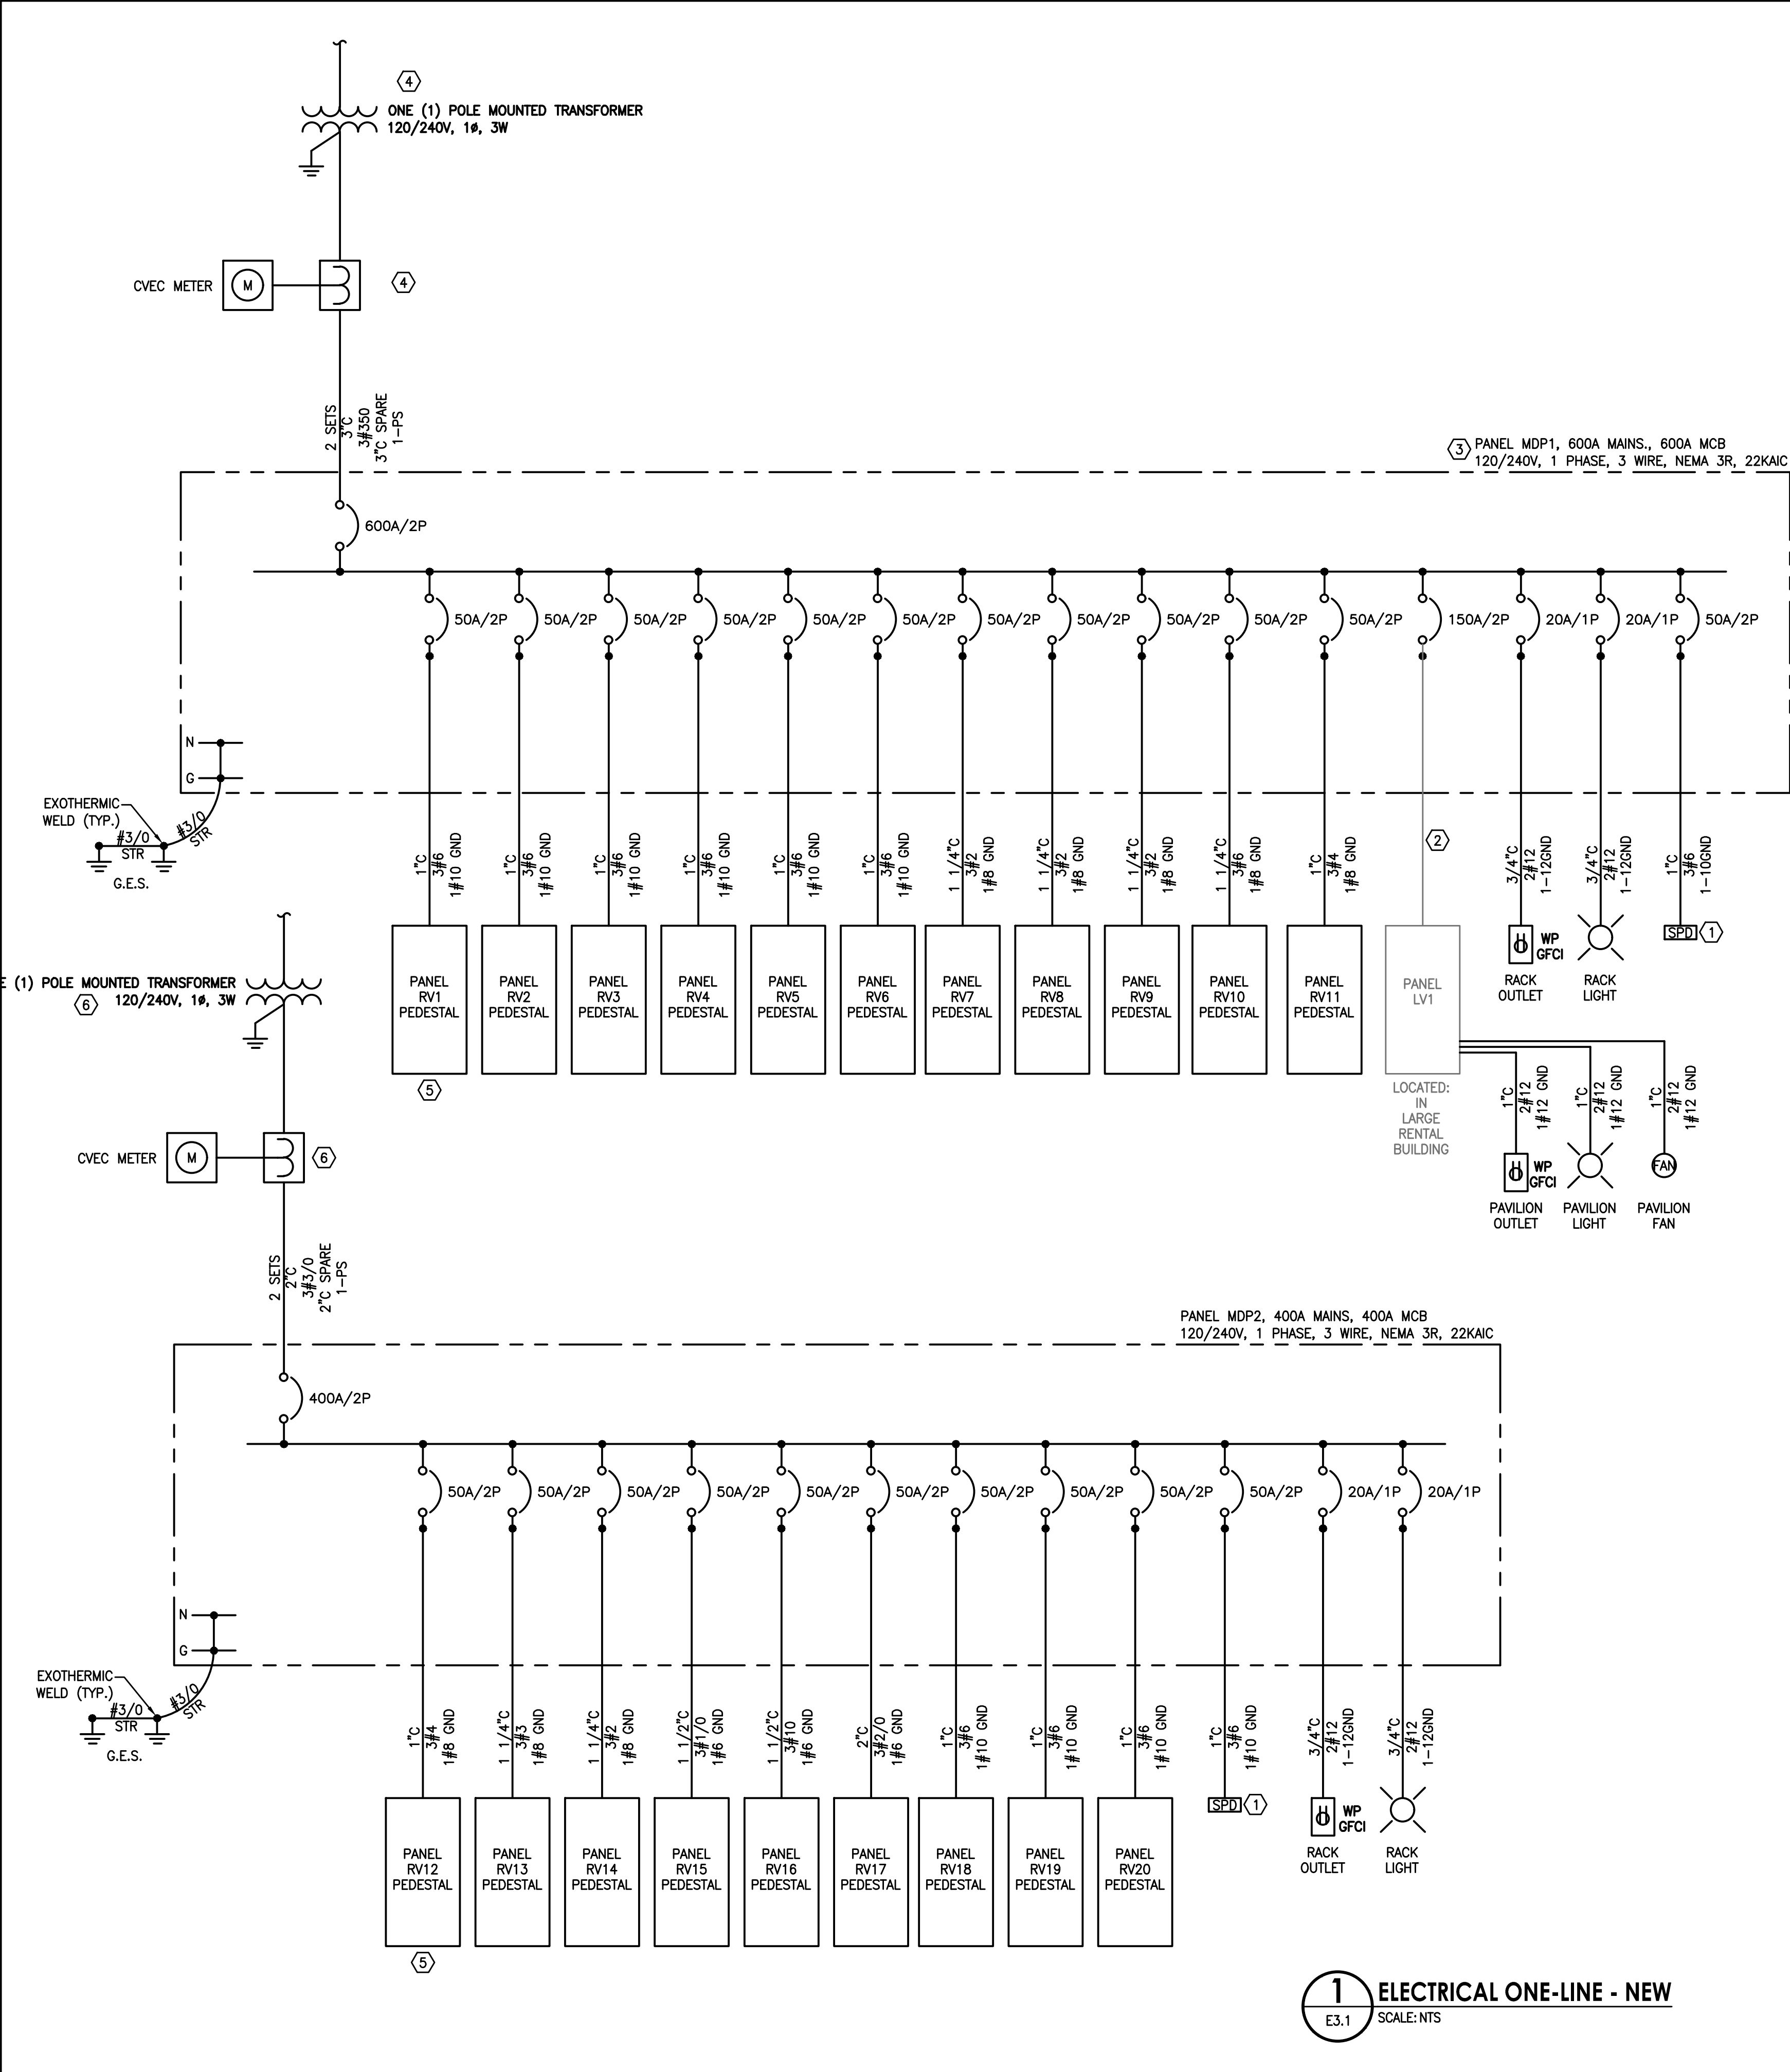 4
ONE (1) POLE MOUNTED TRANSFORMER
120/240V, 1ø, 3W
CVEC METER
M
4
2 SETS
3"C
3#350
3"C SPARE
1-PS
3
PANEL MDP1, 600A MAINS., 600A MCB
120/240V, 1 PHASE, 3 WIRE, NEMA 3R, 22KAIC
600A/2P
50A/2P
50A/2P
50A/2P
50A/2P
50A/2P
50A/2P
50A/2P
50A/2P
50A/2P
50A/2P
50A/2P
150A/2P
20A/1P
20A/1P
50A/2P
N
G
EXOTHERMIC
WELD (TYP.)
#3/0
STR
#3/0
STR
G.E.S.
1"C
3#6
1#10 GND
1"C
3#6
1#10 GND
1"C
3#6
1#10 GND
1"C
3#6
1#10 GND
1"C
3#6
1#10 GND
1"C
3#6
1#10 GND
1 1/4"C
3#2
1#8 GND
1 1/4"C
3#2
1#8 GND
1 1/4"C
3#2
1#8 GND
1 1/4"C
3#6
1#8 GND
1"C
3#4
1#8 GND
2
3/4"C
2#12
1-12GND
3/4"C
2#12
1-12GND
1"C
3#6
1-10GND
PANEL
RV1
PEDESTAL
PANEL
RV2
PEDESTAL
PANEL
RV3
PEDESTAL
PANEL
RV4
PEDESTAL
PANEL
RV5
PEDESTAL
PANEL
RV6
PEDESTAL
PANEL
RV7
PEDESTAL
PANEL
RV8
PEDESTAL
PANEL
RV9
PEDESTAL
PANEL
RV10
PEDESTAL
PANEL
RV11
PEDESTAL
PANEL
LV1
WP
GFCI
RACK
OUTLET
RACK
LIGHT
SPD
1
5
LOCATED:
IN
LARGE
RENTAL
BUILDING
1"C
2#12
1#12 GND
1"C
2#12
1#12 GND
1"C
2#12
1#12 GND
WP
GFCI
FAN
PAVILION
OUTLET
PAVILION
LIGHT
PAVILION
FAN
E (1) POLE MOUNTED TRANSFORMER
6
120/240V, 1ø, 3W
CVEC METER
M
6
2 SETS
2"C
3#3/0
2"C SPARE
1-PS
PANEL MDP2, 400A MAINS, 400A MCB
120/240V, 1 PHASE, 3 WIRE, NEMA 3R, 22KAIC
400A/2P
50A/2P
50A/2P
50A/2P
50A/2P
50A/2P
50A/2P
50A/2P
50A/2P
50A/2P
50A/2P
20A/1P
20A/1P
N
G
EXOTHERMIC
WELD (TYP.)
#3/0
STR
#3/0
STR
G.E.S.
1"C
3#4
1#8 GND
1 1/4"C
3#3
1#8 GND
1 1/4"C
3#2
1#8 GND
1 1/2"C
3#1/0
1#6 GND
1 1/2"C
3#10
1#6 GND
2"C
3#2/0
1#6 GND
1"C
3#6
1#10 GND
1"C
3#6
1#10 GND
1"C
3#6
1#10 GND
1"C
3#6
1#10 GND
3/4"C
2#12
1-12GND
3/4"C
2#12
1-12GND
PANEL
RV12
PEDESTAL
PANEL
RV13
PEDESTAL
PANEL
RV14
PEDESTAL
PANEL
RV15
PEDESTAL
PANEL
RV16
PEDESTAL
PANEL
RV17
PEDESTAL
PANEL
RV18
PEDESTAL
PANEL
RV19
PEDESTAL
PANEL
RV20
PEDESTAL
SPD
1
WP
GFCI
RACK
OUTLET
RACK
LIGHT
5
1
E3.1
ELECTRICAL ONE-LINE - NEW
SCALE: NTS